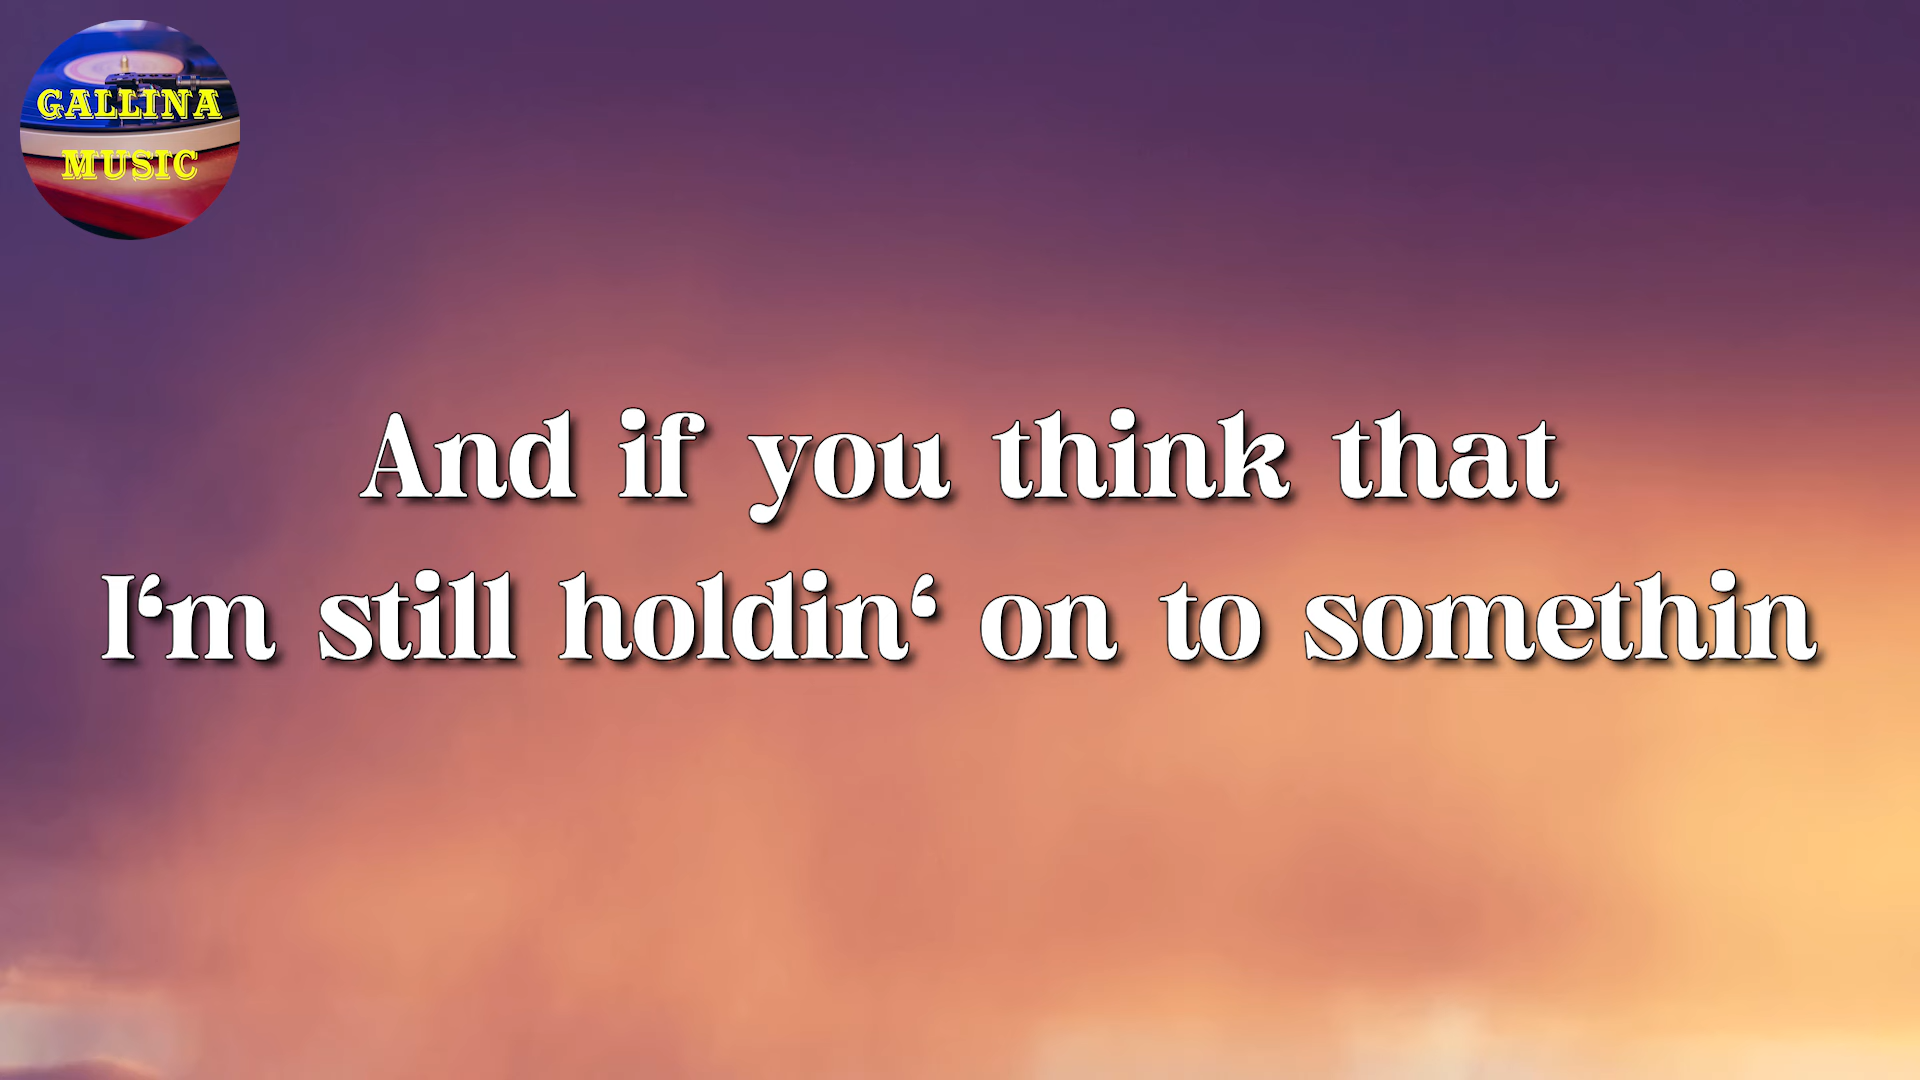 GALLINA
MUSIC
And if you think that
I‘m still holdin‘ on to somethin